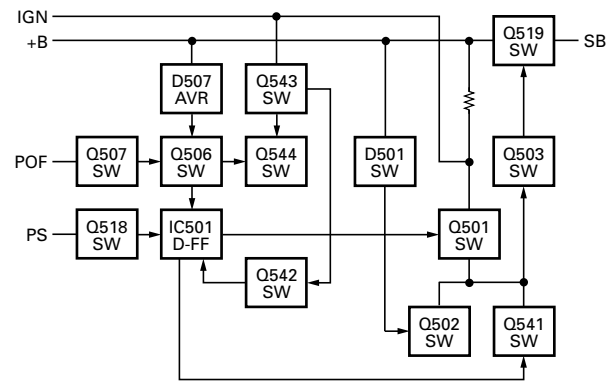 IGN
+B
Q519
SW
SB
D507
AVR
Q543
SW
POF
Q507
SW
Q506
SW
Q544
SW
D501
SW
Q503
SW
PS
Q518
SW
IC501
D-FF
Q501
SW
Q542
SW
Q502
SW
Q541
SW